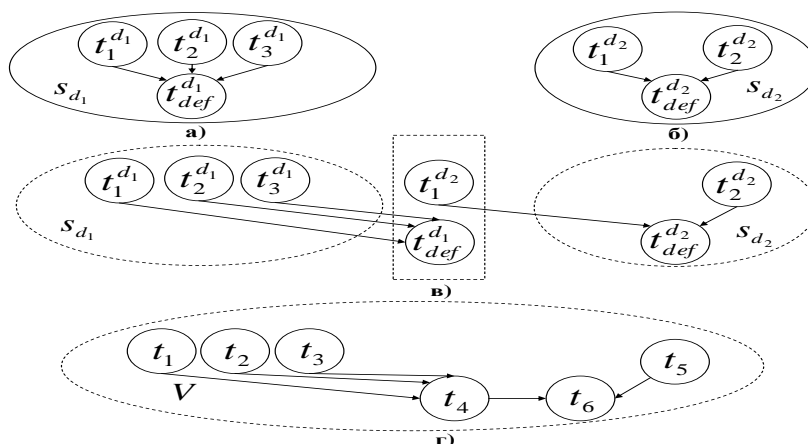 t_1^{d_1} t_2^{d_1} t_3^{d_1}
t_{def}^{d_1}
s_{d_1}
а)
t_1^{d_2} t_2^{d_2}
t_{def}^{d_2}
s_{d_2}
б)
t_1^{d_1} t_2^{d_1} t_3^{d_1} t_1^{d_2} t_2^{d_2}
s_{d_1} t_{def}^{d_1} t_{def}^{d_2} s_{d_2}
в)
t_1 t_2 t_3 t_5
V t_4 t_6
г)